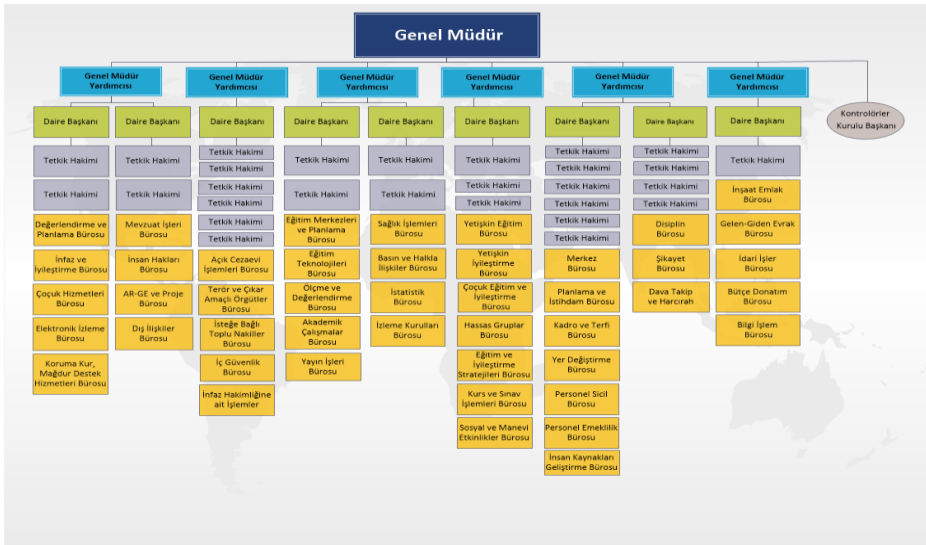 Genel Müdür
Genel Müdür
Yardımcısı
Genel Müdür
Yardımcısı
Genel Müdür
Yardımcısı
Genel Müdür
Yardımcısı
Genel Müdür
Yardımcısı
Genel Müdür
Yardımcısı
Kontrolörler
Kurulu Başkanı
Daire Başkanı
Tetkik Hakimi
Tetkik Hakimi
Değerlendirme ve
Planlama Bürosu
İnfaz ve
İyileştirme Bürosu
Çoçuk Hizmetleri
Bürosu
Elektronik İzleme
Bürosu
Koruma Kur,
Mağdur Destek
Hizmetleri Bürosu
Daire Başkanı
Tetkik Hakimi
Tetkik Hakimi
Mevzuat İşleri
Bürosu
İnsan Hakları
Bürosu
AR-GE ve Proje
Bürosu
Dış İlişkiler
Bürosu
Daire Başkanı
Tetkik Hakimi
Tetkik Hakimi
Tetkik Hakimi
Tetkik Hakimi
Tetkik Hakimi
Tetkik Hakimi
Açık Cezaevi
İşlemleri Bürosu
Terör ve Çıkar
Amaçlı Örgütler
İsteğe Bağlı
Toplu Nakiller
Bürosu
İç Güvenlik
Bürosu
İnfaz Hakimliğine
ait İşlemler
Daire Başkanı
Tetkik Hakimi
Tetkik Hakimi
Eğitim Merkezleri
ve Planlama
Bürosu
Eğitim
Teknolojileri
Bürosu
Ölçme ve
Değerlendirme
Bürosu
Akademik
Çalışmalar
Bürosu
Yayın İşleri
Bürosu
Daire Başkanı
Tetkik Hakimi
Tetkik Hakimi
Sağlık İşlemleri
Bürosu
Basın ve Halkla
İlişkiler Bürosu
İstatistik
Bürosu
İzleme Kurulları
Bürosu
Daire Başkanı
Tetkik Hakimi
Tetkik Hakimi
Tetkik Hakimi
Yetişkin Eğitim
Bürosu
Yetişkin
İyileştirme
Bürosu
Çoçuk Eğitim ve
İyileştirme
Bürosu
Hassas Gruplar
Bürosu
Eğitim ve
İyileştirme
Stratejileri Bürosu
Kurs ve Sınav
İşlemleri Bürosu
Sosyal ve Manevi
Etkinlikler Bürosu
Daire Başkanı
Tetkik Hakimi
Tetkik Hakimi
Tetkik Hakimi
Tetkik Hakimi
Tetkik Hakimi
Tetkik Hakimi
Merkez
Bürosu
Planlama ve
İstihdam Bürosu
Kadro ve Terfi
Bürosu
Yer Değiştirme
Bürosu
Personel Sicil
Bürosu
Personel Emeklilik
Bürosu
İnsan Kaynakları
Geliştirme Bürosu
Daire Başkanı
Tetkik Hakimi
Tetkik Hakimi
Tetkik Hakimi
Tetkik Hakimi
Disiplin
Bürosu
Şikayet
Bürosu
Dava Takip
ve Harcırah
Daire Başkanı
Tetkik Hakimi
İnşaat Emlak
Bürosu
Gelen-Giden Evrak
Bürosu
İdari İşler
Bürosu
Bütçe Donatım
Bürosu
Bilgi İşlem
Bürosu